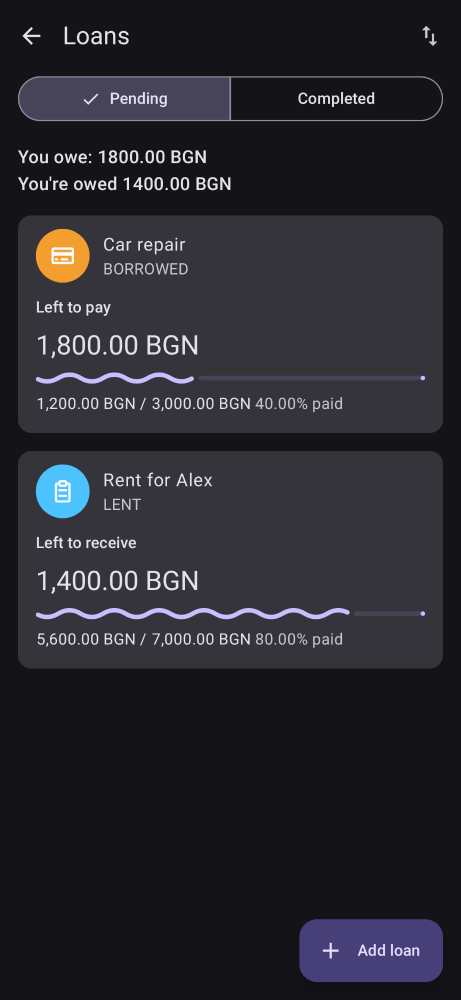 Loans
Pending
Completed
You owe: 1800.00 BGN
You're owed 1400.00 BGN
Car repair
BORROWED
Left to pay
1,800.00 BGN
1,200.00 BGN / 3,000.00 BGN 40.00% paid
Rent for Alex
LENT
Left to receive
1,400.00 BGN
5,600.00 BGN / 7,000.00 BGN 80.00% paid
Add loan